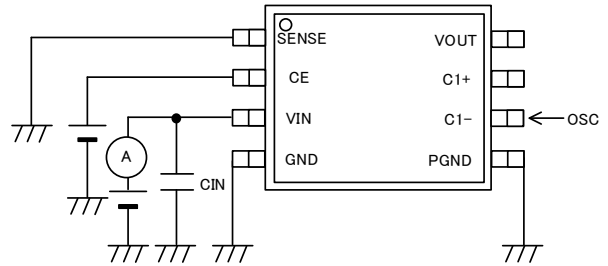 SENSE
VOUT
CE
C1+
VIN
C1-
OSC
A
GND
PGND
CIN